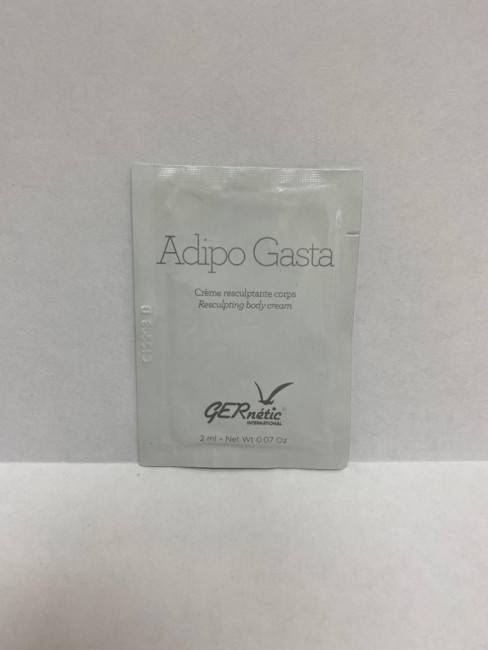 Adipo Gasta
Crème resculptante corps
Resculpting body cream
GERnétic
INTERNATIONAL
2 ml - Net Wt 0.07 Oz